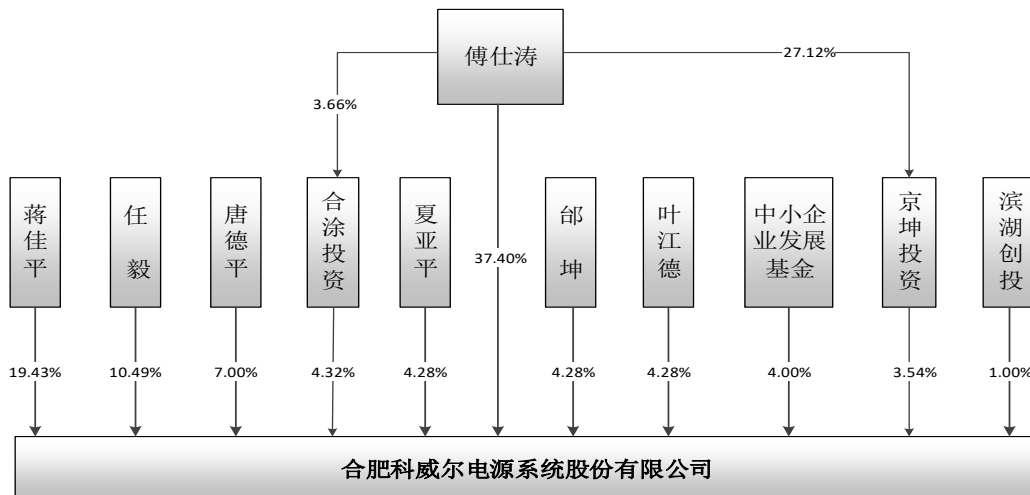 傅仕涛
27.12%
3.66%
蒋佳平
任毅
唐德平
合涂投资
夏亚平
邰坤
叶江德
中小企
业发展
基金
京坤投资
滨湖创投
37.40%
19.43%
10.49%
7.00%
4.32%
4.28%
4.28%
4.28%
4.00%
3.54%
1.00%
合肥科威尔电源系统股份有限公司